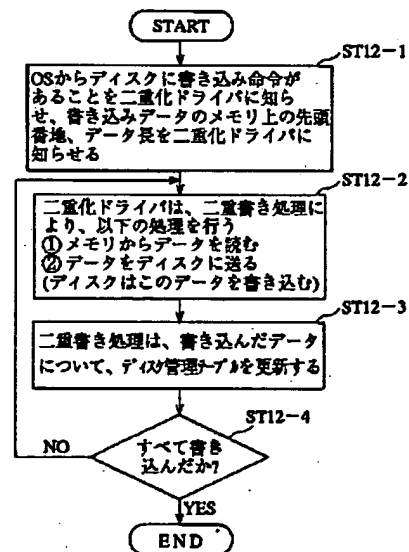 START
ST12-1
OSからディスクに書き込み命令が
あることを二重化ドライバに知ら
せ、書き込みデータのメモリ上の先頭
番地、データ長を二重化ドライバに
知らせる
ST12-2
二重化ドライバは、二重書き処理に
より、以下の処理を行う
①メモリからデータを読む
②データをディスクに送る
(ディスクはこのデータを書き込む)
ST12-3
二重書き処理は、書き込んだデータ
について、ディスク管理テーブルを更新する
ST12-4
すべて書き
込んだか?
NO
YES
END